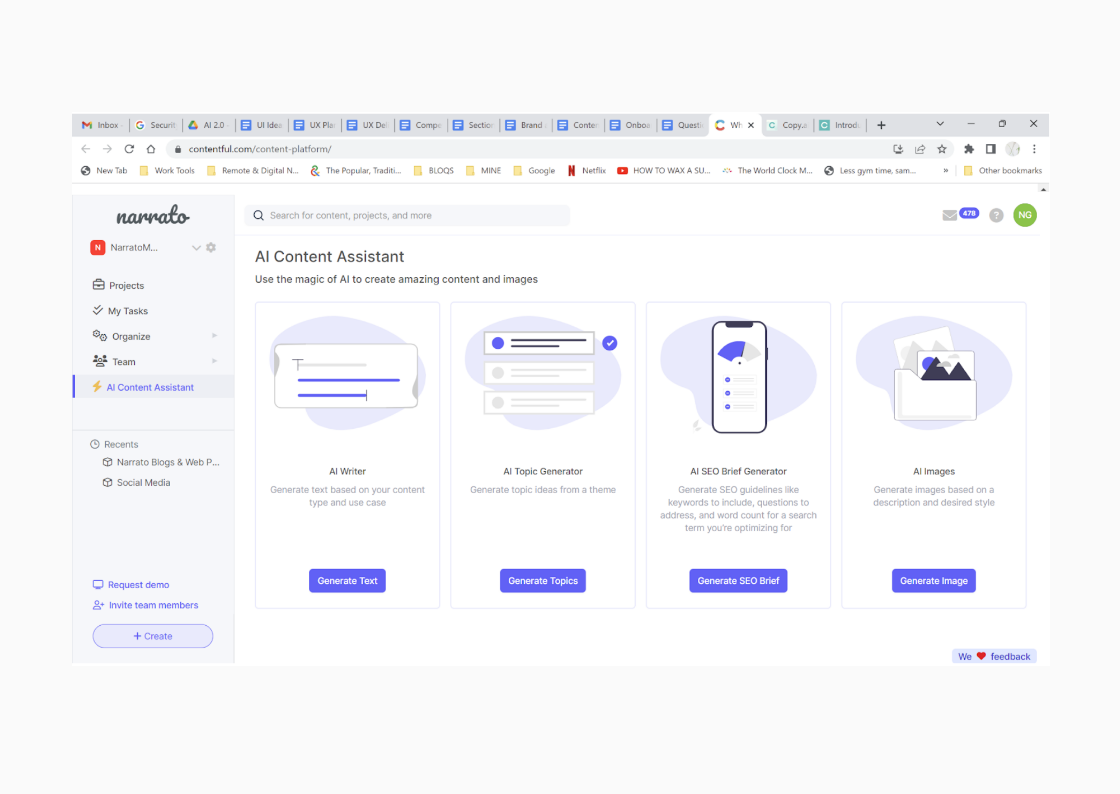 Inbox
Securit
AI 2.0
UI Idea
UX Pla
UX Del
Comp
Section
Brand
Conten
Onboa
Questi
Wh
Copy.a
Introdu
contentful.com/content-platform/
New Tab
Work Tools
Remote & Digital N...
The Popular, Traditi...
BLOQS
MINE
Google
Netflix
HOW TO WAX A SU...
The World Clock M...
Less gym time, sam...
»
Other bookmarks
narrato
N NarratoM...
Projects
My Tasks
Organize
Team
AI Content Assistant
Recents
Narrato Blogs & Web P...
Social Media
Request demo
Invite team members
+ Create
Search for content, projects, and more
478
?
NG
AI Content Assistant
Use the magic of AI to create amazing content and images
AI Writer
Generate text based on your content
type and use case
Generate Text
AI Topic Generator
Generate topic ideas from a theme
Generate Topics
AI SEO Brief Generator
Generate SEO guidelines like
keywords to include, questions to
address, and word count for a search
term you're optimizing for
Generate SEO Brief
AI Images
Generate images based on a
description and desired style
Generate Image
We ❤ feedback